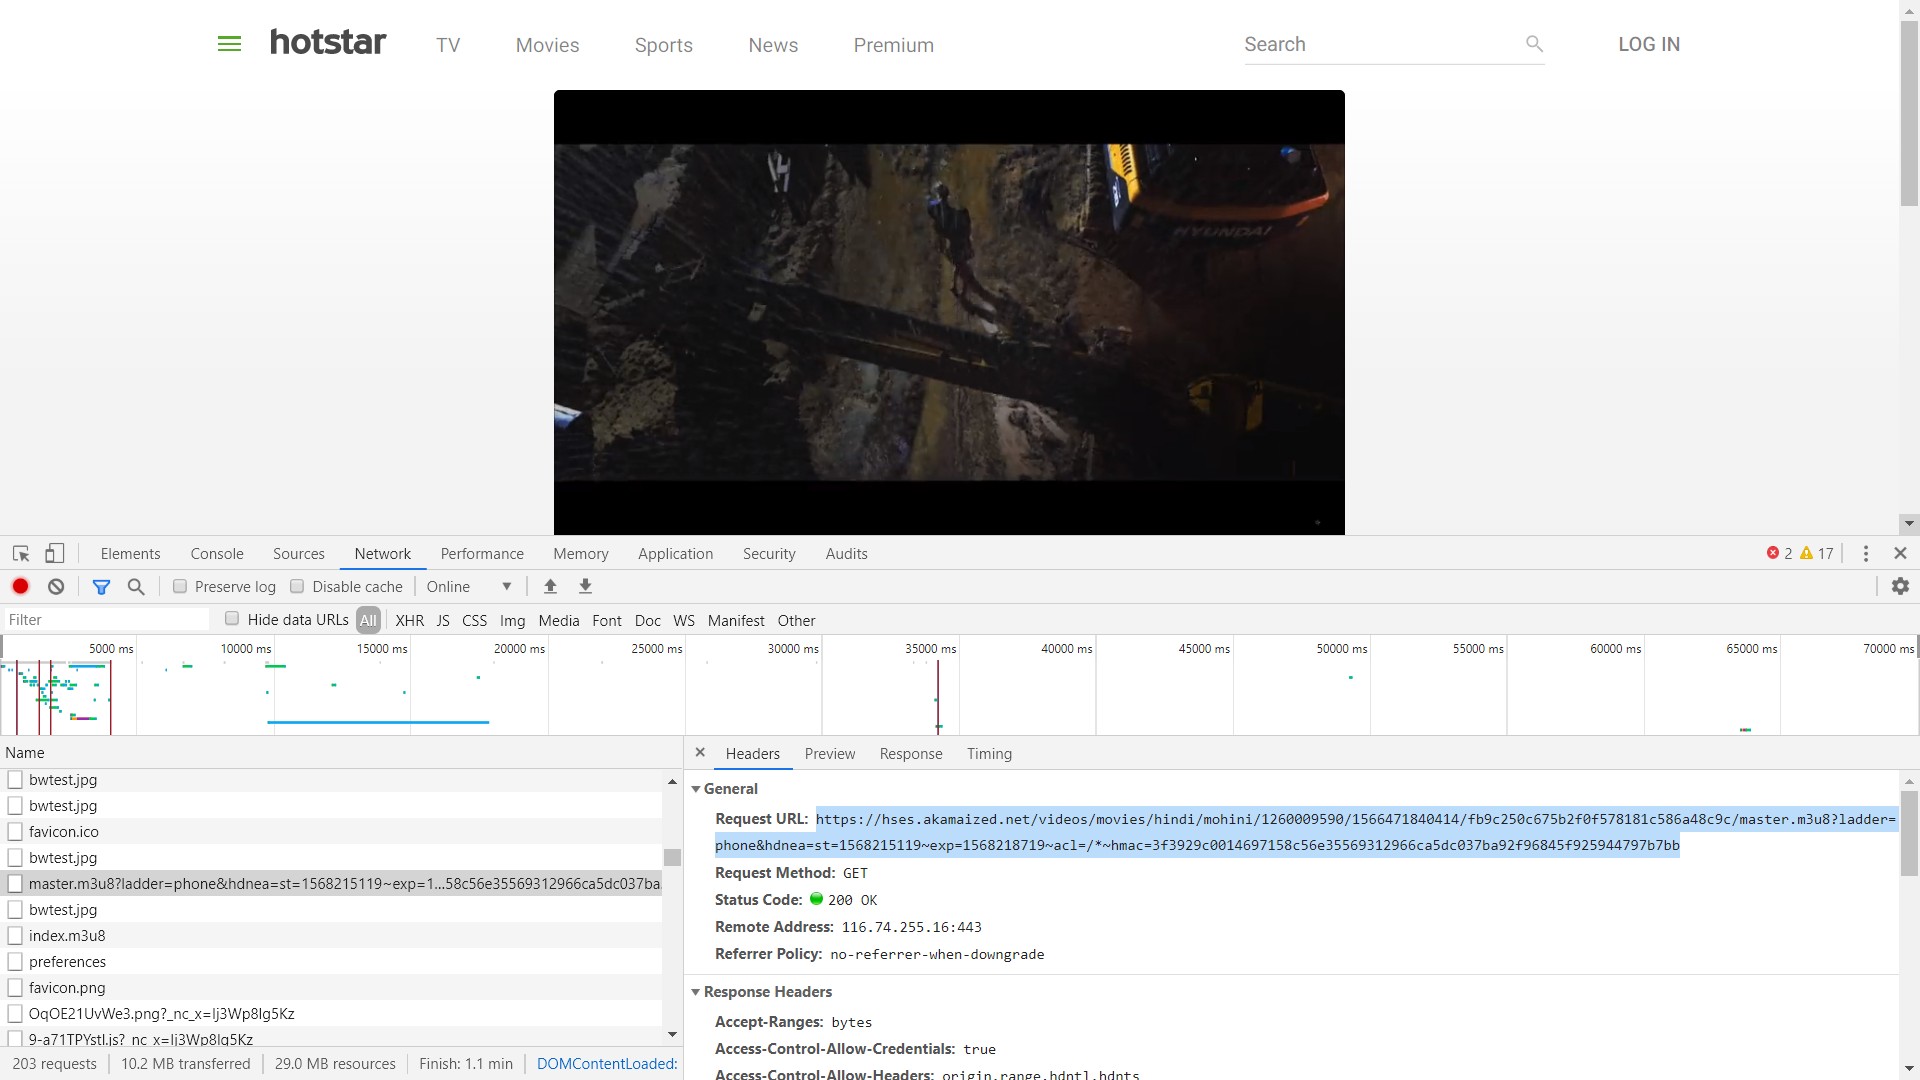 hotstar
TV
Movies
Sports
News
Premium
Search
LOG IN
HYUNDAI
Elements
Console
Sources
Network
Performance
Memory
Application
Security
Audits
2
17
Preserve log
Disable cache
Online
Filter
Hide data URLs
All
XHR
JS
CSS
Img
Media
Font
Doc
WS
Manifest
Other
5000 ms
10000 ms
15000 ms
20000 ms
25000 ms
30000 ms
35000 ms
40000 ms
45000 ms
50000 ms
55000 ms
60000 ms
65000 ms
70000 ms
Name
bwtest.jpg
bwtest.jpg
favicon.ico
bwtest.jpg
master.m3u8?ladder=phone&hdnea=st=1568215119~exp=1...58c56e35569312966ca5dc037ba
bwtest.jpg
index.m3u8
preferences
favicon.png
OqOE21UvWe3.png?_nc_x=Ij3Wp8lg5Kz
9-a71TPYstI.js?_nc_x=Ij3Wp8lg5Kz
203 requests
10.2 MB transferred
29.0 MB resources
Finish: 1.1 min
DOMContentLoaded:
Headers
Preview
Response
Timing
General
Request URL: https://hses.akamaized.net/videos/movies/hindi/mohini/1260009590/1566471840414/fb9c250c675b2f0f578181c586a48c9c/master.m3u8?ladder=
phone&hdnea=st=1568215119~exp=1568218719~acl=/*~hmac=3f3929c0014697158c56e35569312966ca5dc037ba92f96845f925944797b7bb
Request Method: GET
Status Code: 200 OK
Remote Address: 116.74.255.16:443
Referrer Policy: no-referrer-when-downgrade
Response Headers
Accept-Ranges: bytes
Access-Control-Allow-Credentials: true
Access-Control-Allow-Headers: origin,range,hdntl,hdnts